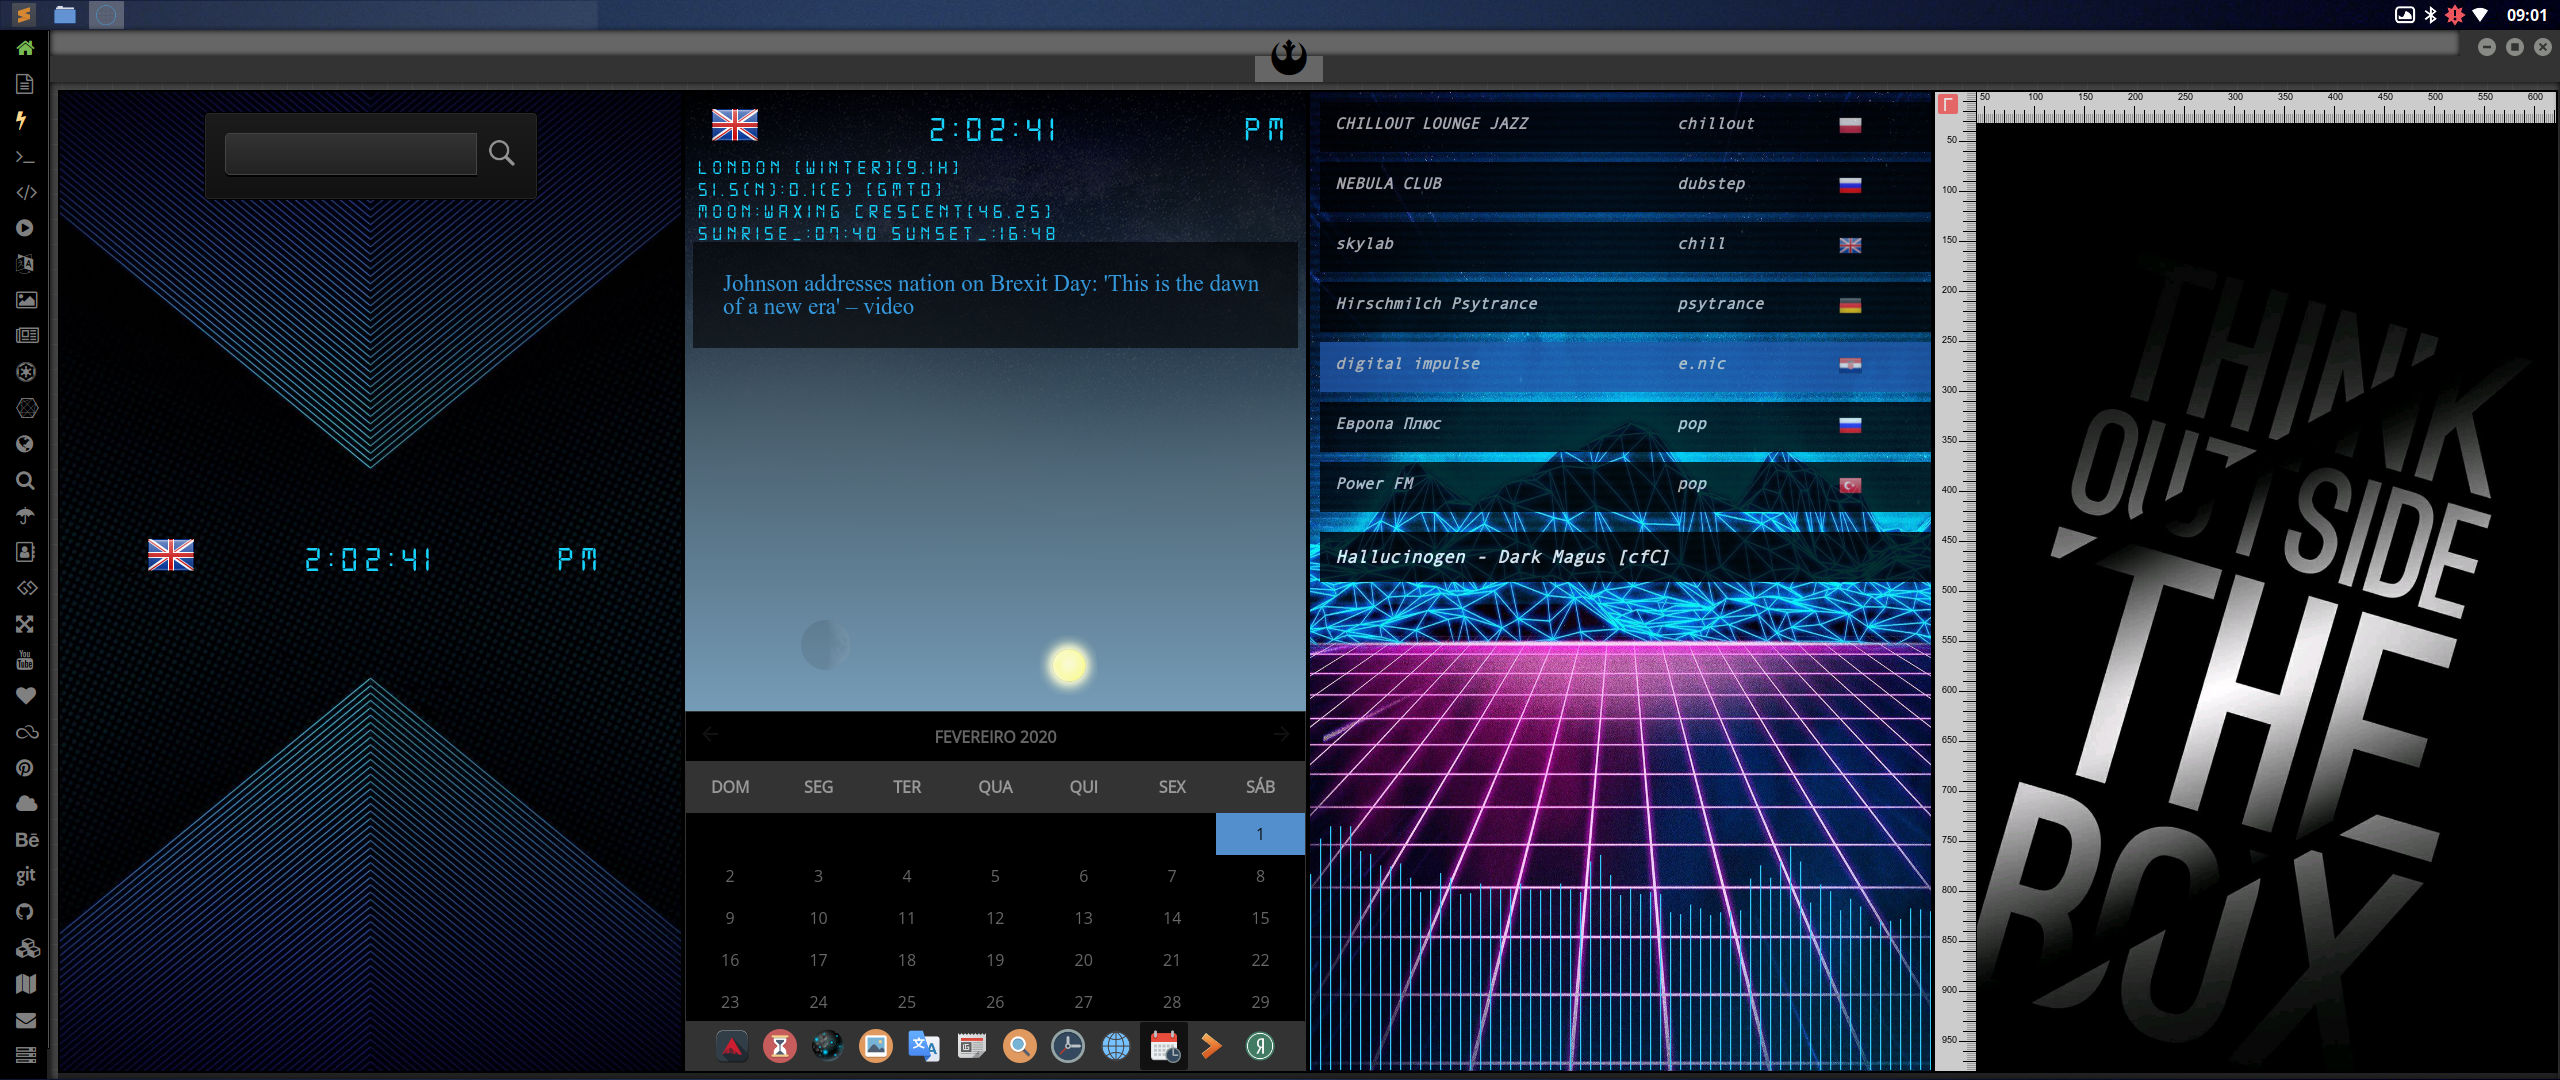 09:01
2:02:41 PM
2:02:41 PM
LONDON [WINTER][9.1H]
51.5(N):0.1(E) [GMT0]
MOON:WAXING CRESCENT[46.25]
SUNRISE_:07:40 SUNSET_:16:48
Johnson addresses nation on Brexit Day: 'This is the dawn
of a new era' – video
FEVEREIRO 2020
DOM SEG TER QUA QUI SEX SÁB
1
2 3 4 5 6 7 8
9 10 11 12 13 14 15
16 17 18 19 20 21 22
23 24 25 26 27 28 29
CHILLOUT LOUNGE JAZZ chillout
NEBULA CLUB dubstep
skylab chill
Hirschmilch Psytrance psytrance
digital impulse e.nic
Европа Плюс pop
Power FM pop
Hallucinogen - Dark Magus [cfC]
50 100 150 200 250 300 350 400 450 500 550 600
50
100
150
200
250
300
350
400
450
500
550
600
650
700
750
800
850
900
950
THINK
OUTSIDE
THE
BOX
You
Tube
Bē
git